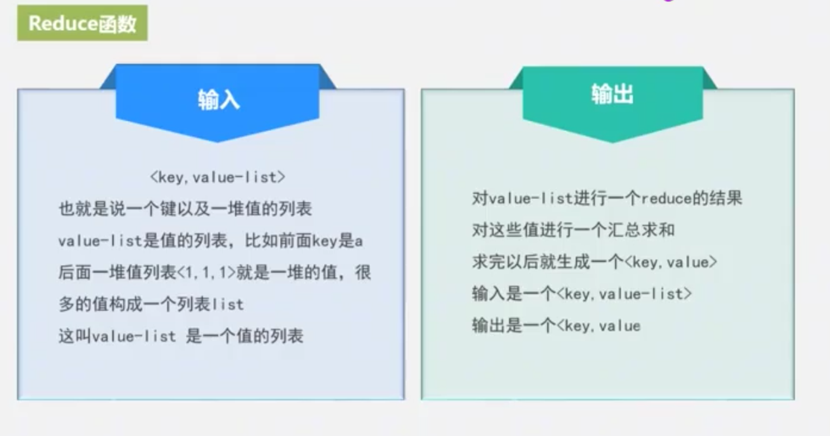 Reduce函数
输入
<key,value-list>
也就是说一个键以及一堆值的列表
value-list是值的列表，比如前面key是a
后面一堆值列表<1,1,1>就是一堆的值，很
多的值构成一个列表list
这叫value-list 是一个值的列表
输出
对value-list进行一个reduce的结果
对这些值进行一个汇总求和
求完以后就生成一个<key,value>
输入是一个<key,value-list>
输出是一个<key,value